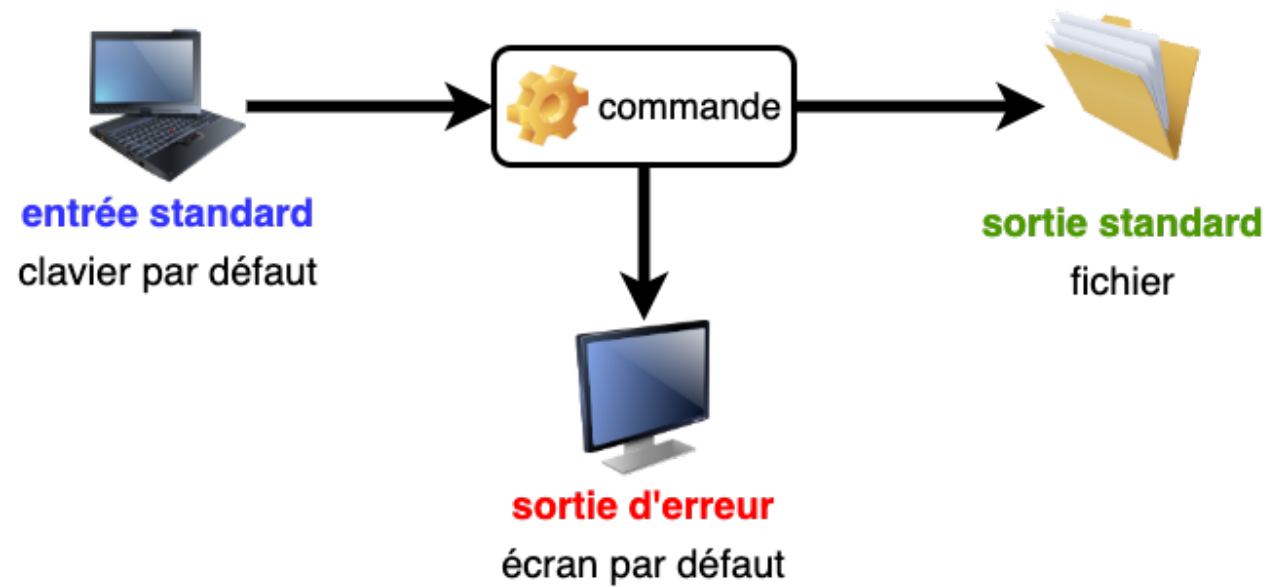 commande
entrée standard
clavier par défaut
sortie standard
fichier
sortie d'erreur
écran par défaut